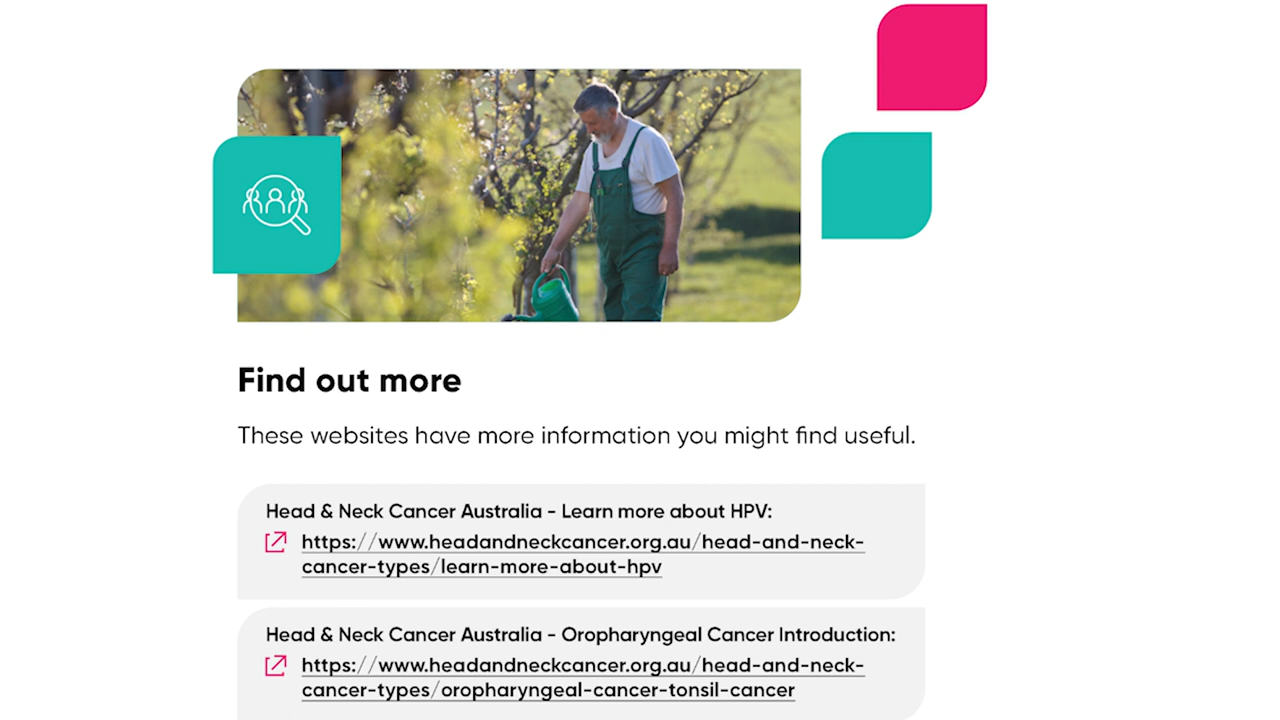 Find out more
These websites have more information you might find useful.
Head & Neck Cancer Australia - Learn more about HPV:
https://www.headandneckcancer.org.au/head-and-neck-
cancer-types/learn-more-about-hpv
Head & Neck Cancer Australia - Oropharyngeal Cancer Introduction:
https://www.headandneckcancer.org.au/head-and-neck-
cancer-types/oropharyngeal-cancer-tonsil-cancer